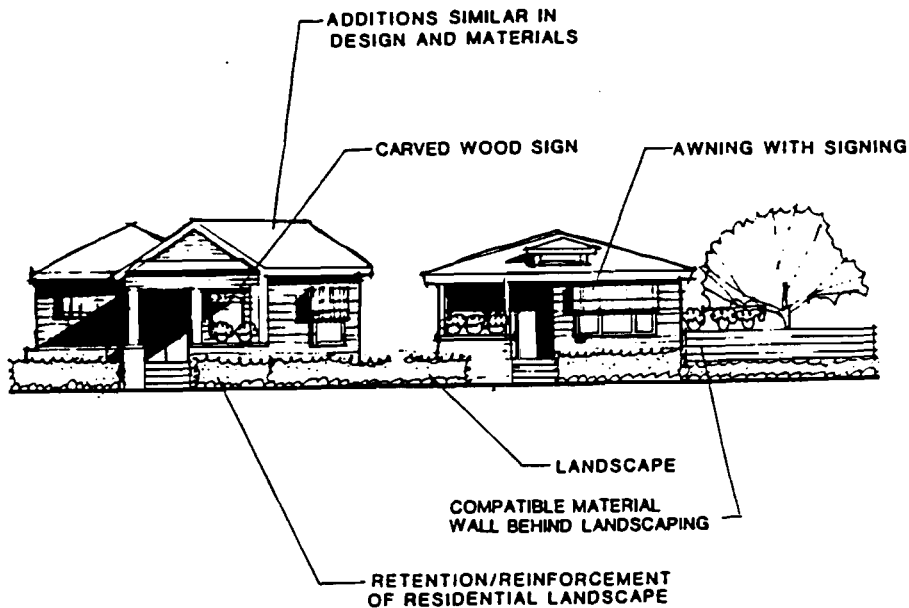 ADDITIONS SIMILAR IN
DESIGN AND MATERIALS
CARVED WOOD SIGN
AWNING WITH SIGNING
LANDSCAPE
COMPATIBLE MATERIAL
WALL BEHIND LANDSCAPING
RETENTION/REINFORCEMENT
OF RESIDENTIAL LANDSCAPE